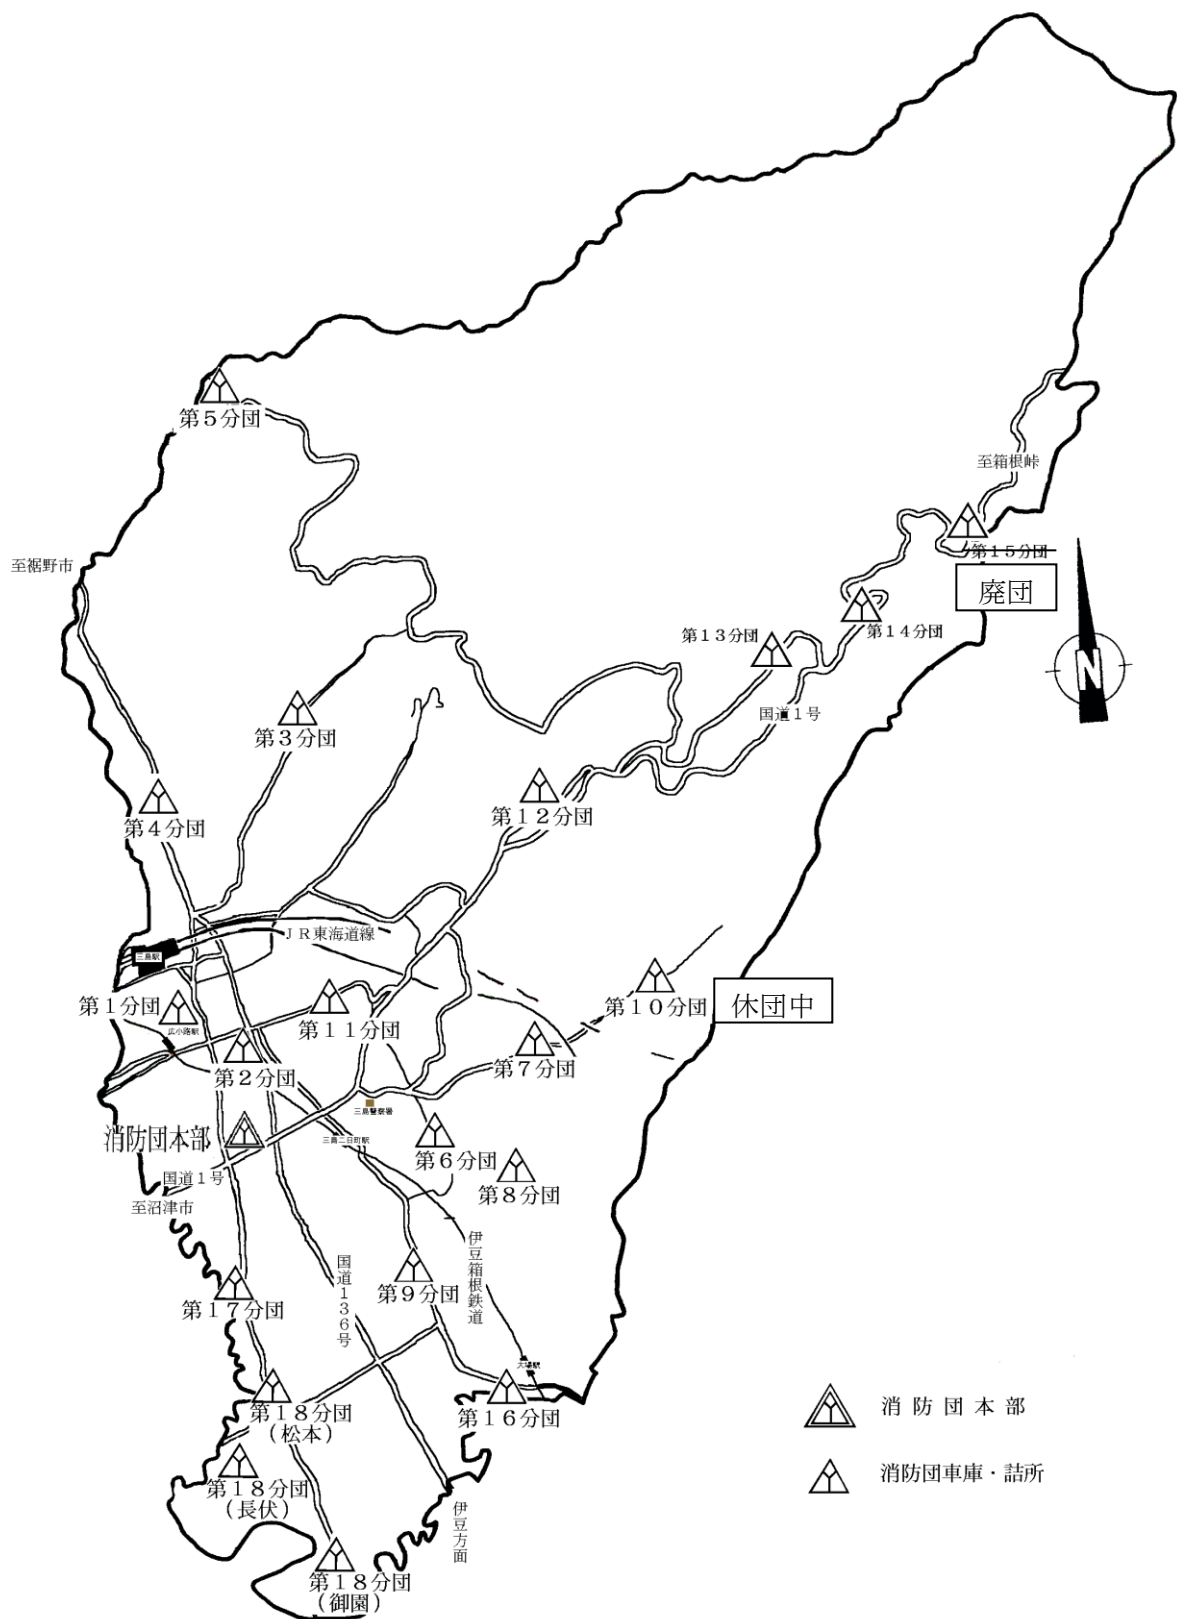 第５分団
至箱根峠
第１５分団
廃団
至裾野市
第１４分団
第１３分団
国道１号
N
第３分団
第１２分団
第４分団
ＪＲ東海道線
三島駅
第１分団
広小路駅
第１１分団
第１０分団
休団中
第７分団
第２分団
三島警察署
消防団本部
三島二日町駅
第６分団
第８分団
国道１号
至沼津市
伊豆箱根鉄道
国道１３６号
第９分団
第１７分団
大場駅
第１６分団
第１８分団
（松本）
第１８分団
（長伏）
伊豆方面
第１８分団
（御園）
消防団本部
消防団車庫・詰所